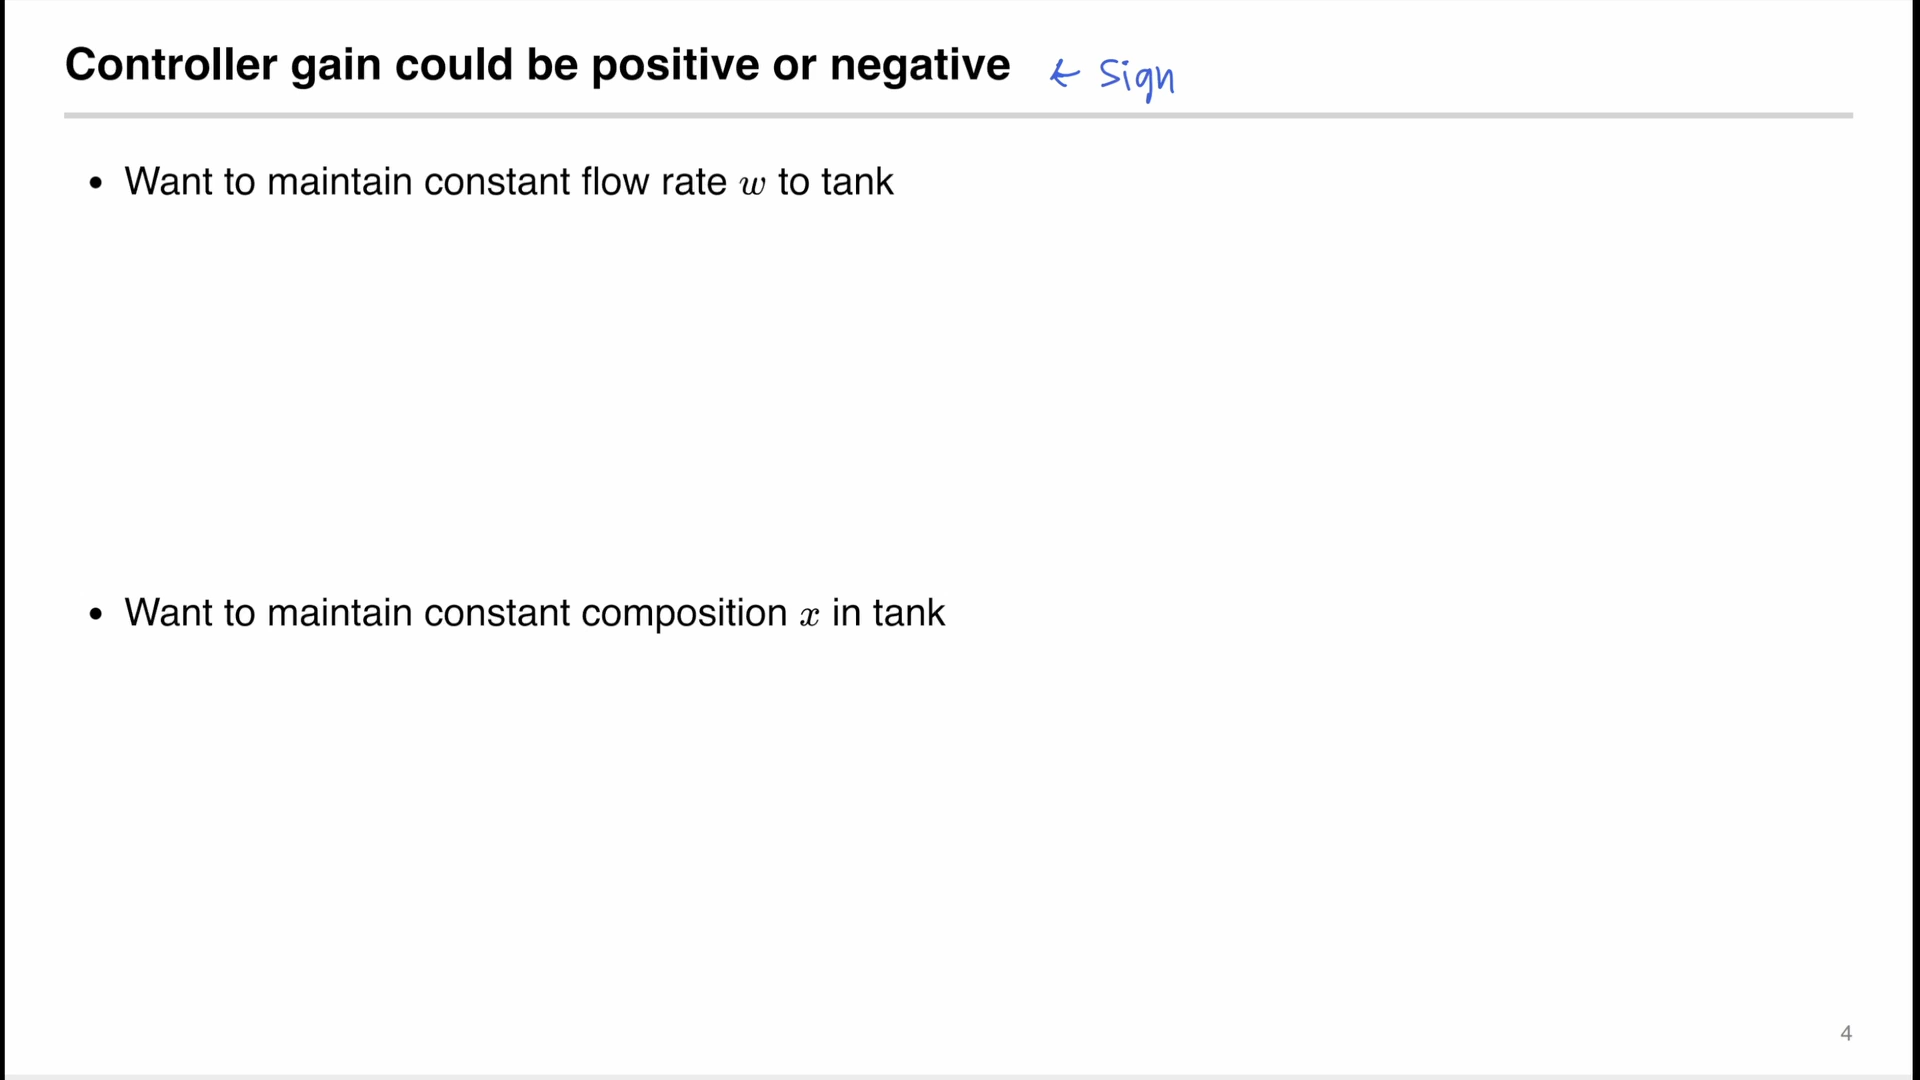 Controller gain could be positive or negative ← Sign
• Want to maintain constant flow rate w to tank
• Want to maintain constant composition x in tank
4